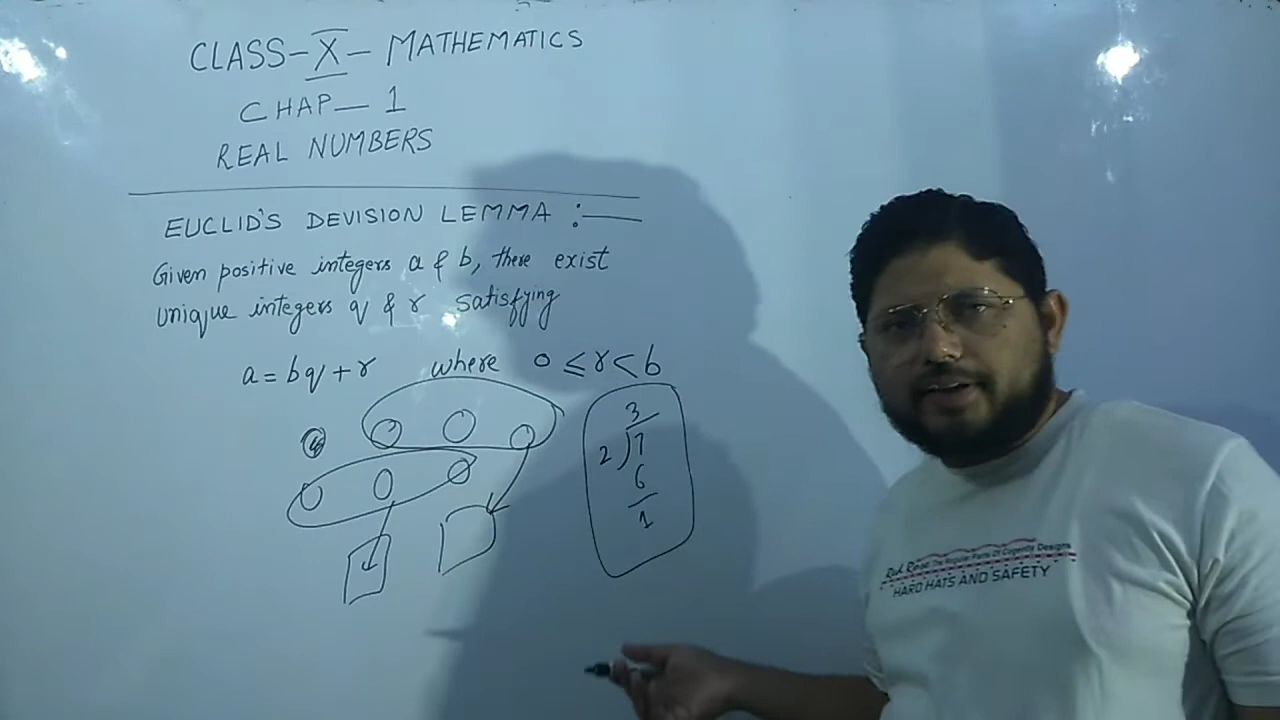 CLASS-X-MATHEMATICS
CHAP-1
REAL NUMBERS
EUCLID'S DEVISION LEMMA :-
Given positive integers a & b, there exist
unique integers q & r satisfying
a = bq + r where 0 ≤ r < b
3
2)7
6
1
HARD HATS AND SAFETY